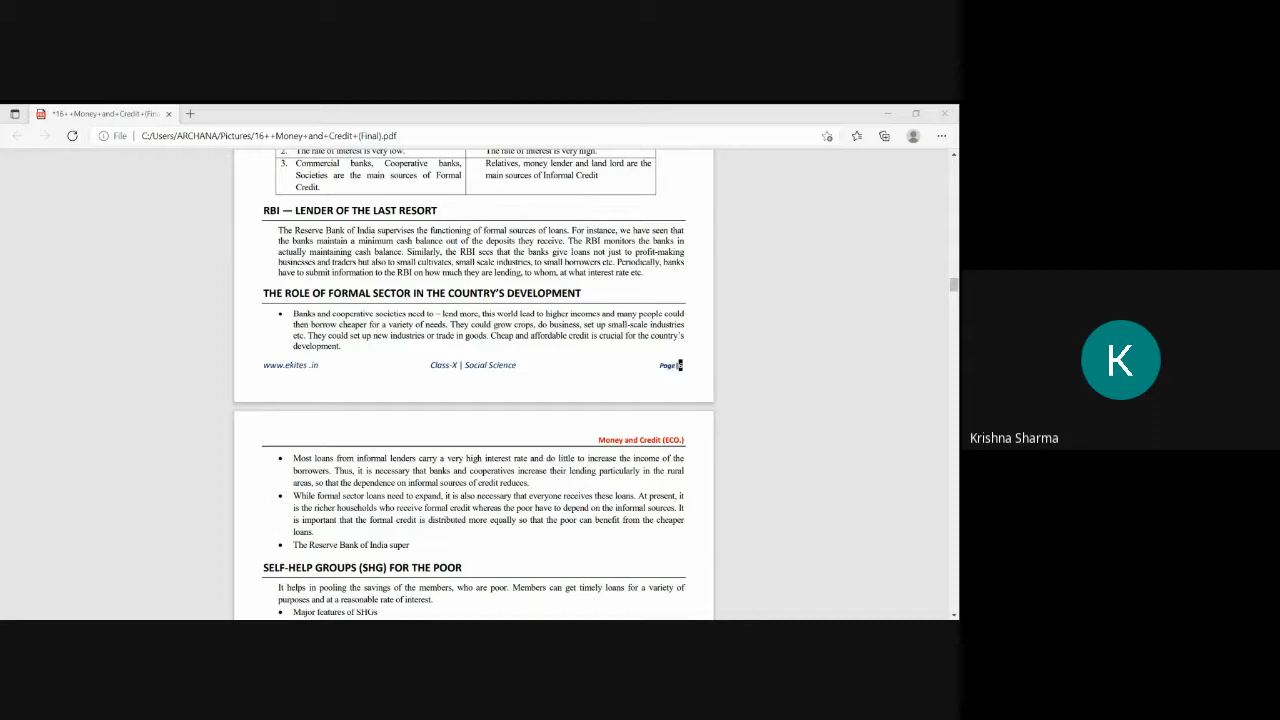 *16++Money+and+Credit+(Fin
File
C:/Users/ARCHANA/Pictures/16++Money+and+Credit+(Final).pdf
2. The rate of interest is very low.
The rate of interest is very high.
3. Commercial banks, Cooperative banks,
Societies are the main sources of Formal
Credit.
Relatives, money lender and land lord are the
main sources of Informal Credit
RBI — LENDER OF THE LAST RESORT
The Reserve Bank of India supervises the functioning of formal sources of loans. For instance, we have seen that
the banks maintain a minimum cash balance out of the deposits they receive. The RBI monitors the banks in
actually maintaining cash balance. Similarly, the RBI sees that the banks give loans not just to profit-making
businesses and traders but also to small cultivates, small scale industries, to small borrowers etc. Periodically, banks
have to submit information to the RBI on how much they are lending, to whom, at what interest rate etc.
THE ROLE OF FORMAL SECTOR IN THE COUNTRY'S DEVELOPMENT
• Banks and cooperative societies need to – lend more, this world lead to higher incomes and many people could
then borrow cheaper for a variety of needs. They could grow crops, do business, set up small-scale industries
etc. They could set up new industries or trade in goods. Cheap and affordable credit is crucial for the country's
development.
www.ekites .in
Class-X | Social Science
Page|
Money and Credit (ECO.)
• Most loans from informal lenders carry a very high interest rate and do little to increase the income of the
borrowers. Thus, it is necessary that banks and cooperatives increase their lending particularly in the rural
areas, so that the dependence on informal sources of credit reduces.
• While formal sector loans need to expand, it is also necessary that everyone receives these loans. At present, it
is the richer households who receive formal credit whereas the poor have to depend on the informal sources. It
is important that the formal credit is distributed more equally so that the poor can benefit from the cheaper
loans.
• The Reserve Bank of India super
SELF-HELP GROUPS (SHG) FOR THE POOR
It helps in pooling the savings of the members, who are poor. Members can get timely loans for a variety of
purposes and at a reasonable rate of interest.
• Major features of SHGs
K
Krishna Sharma